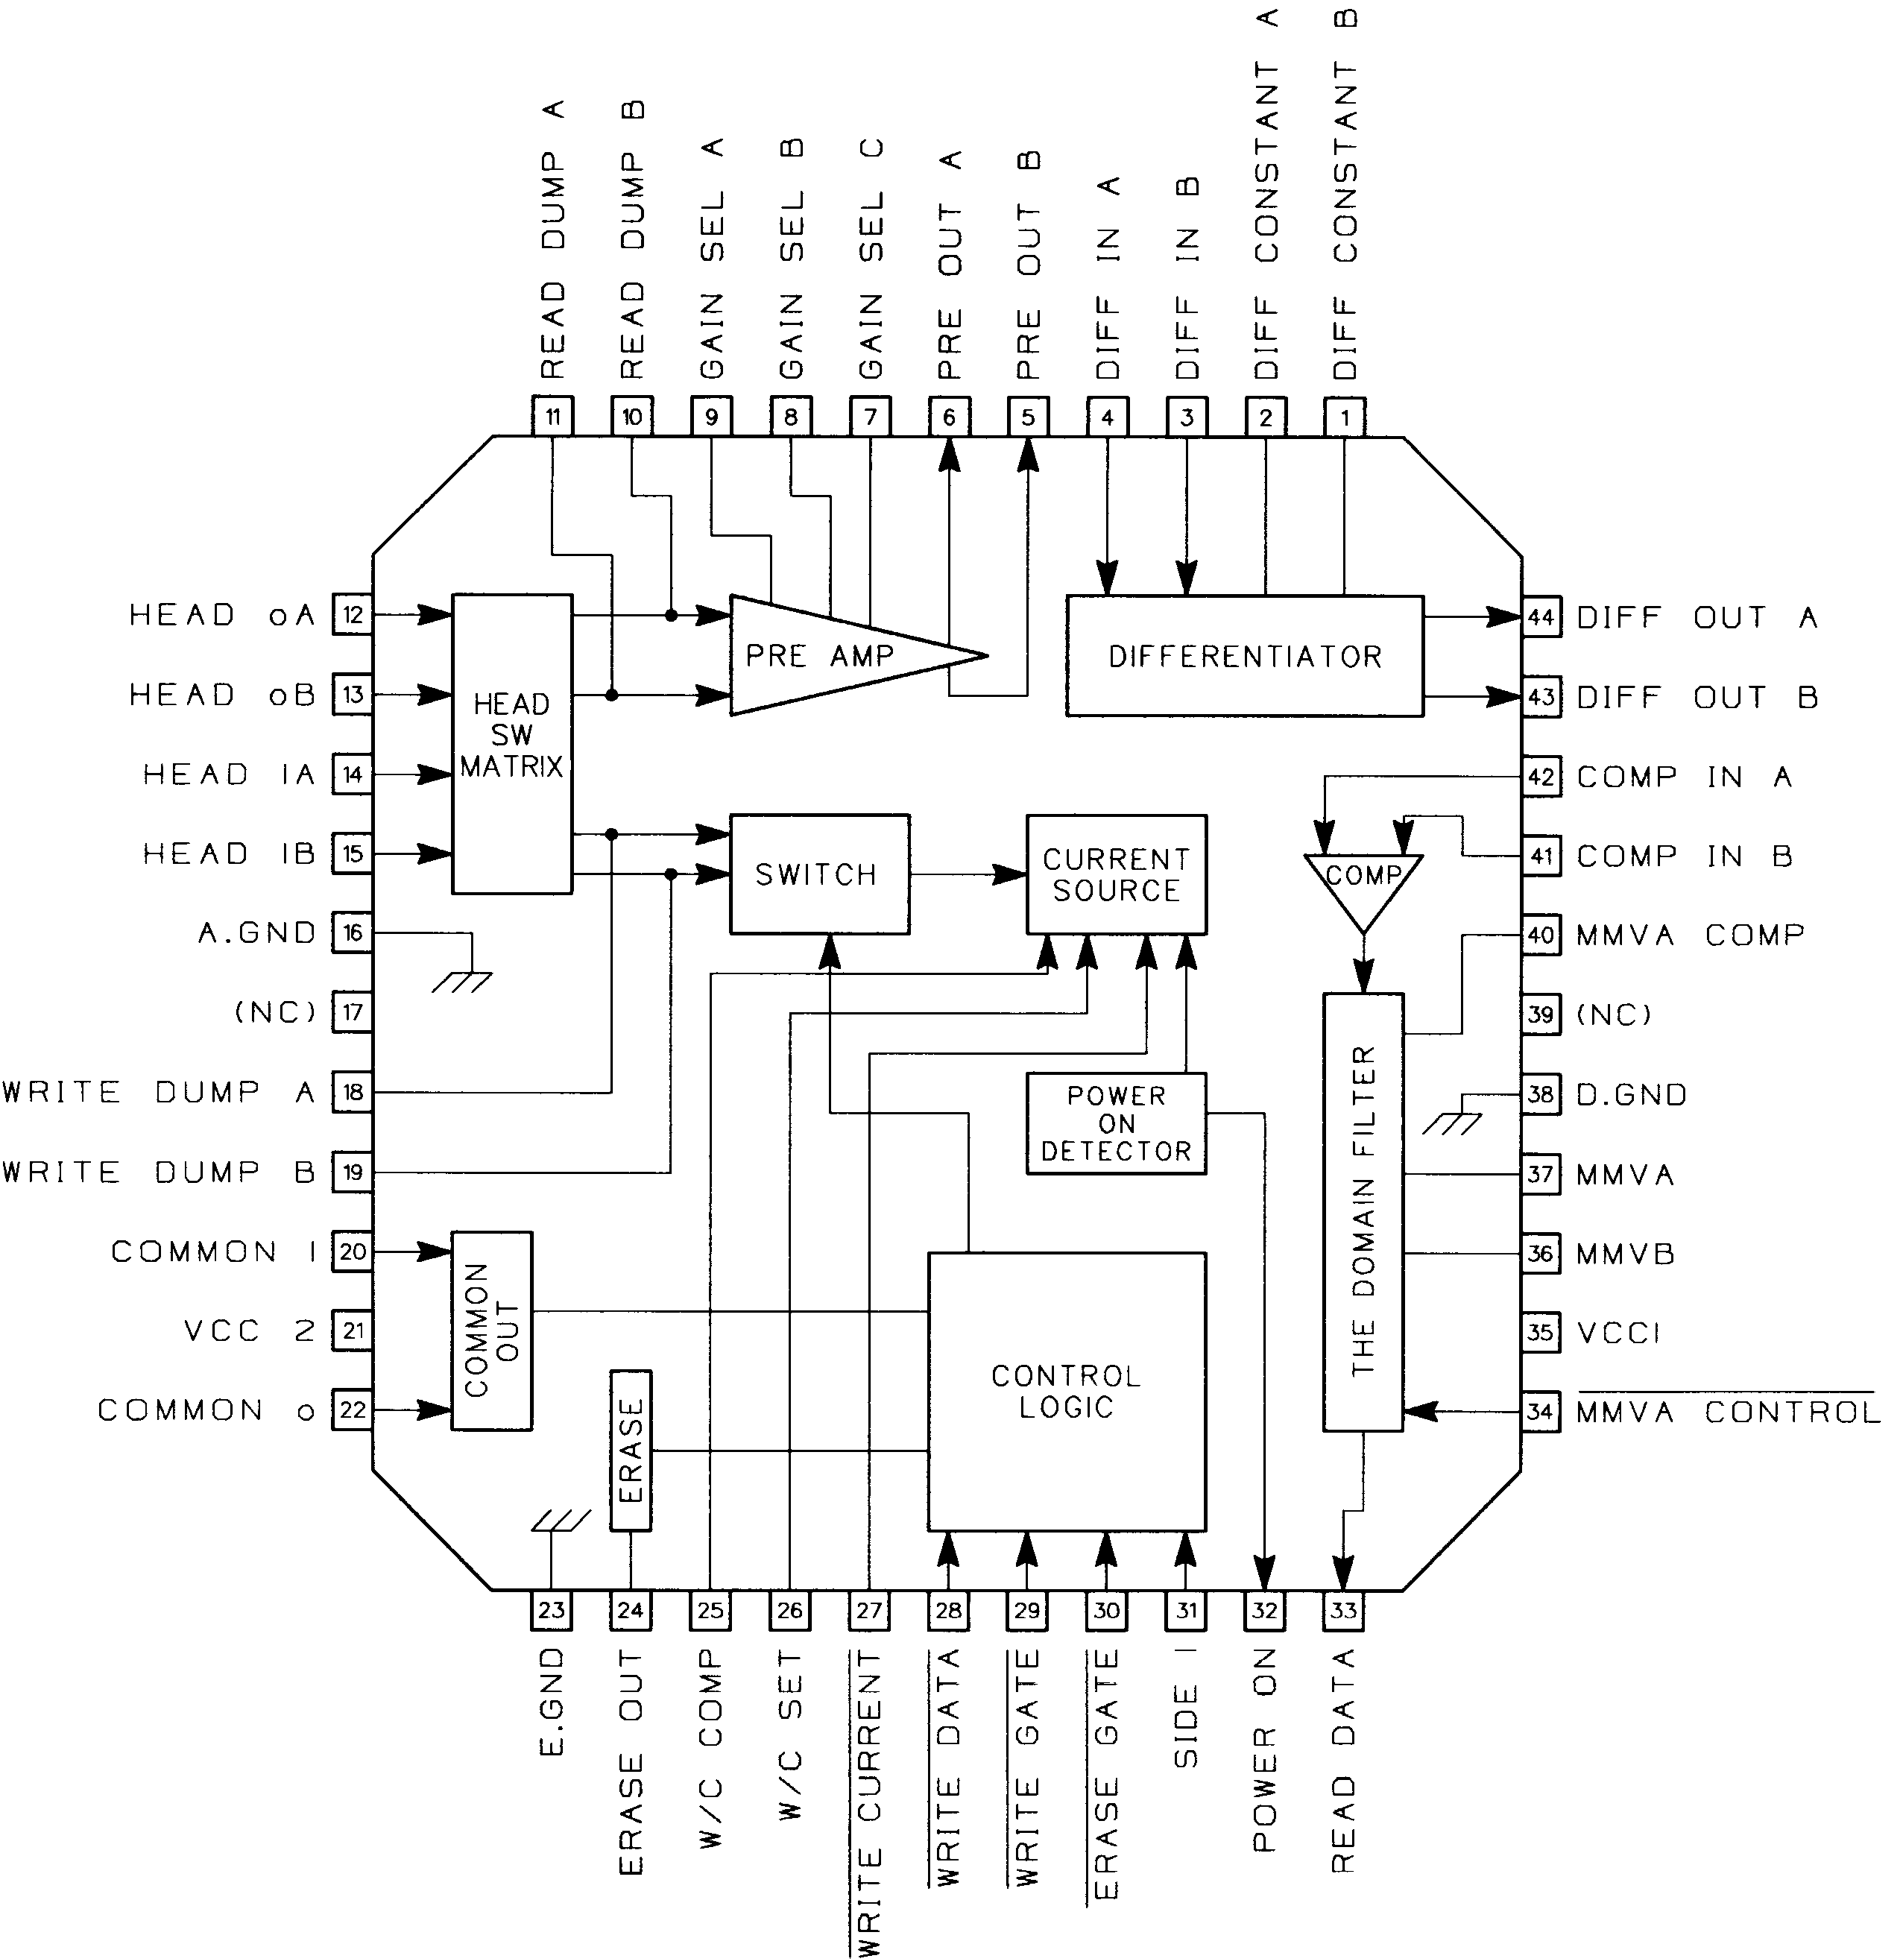 READ DUMP A
READ DUMP B
GAIN SEL A
GAIN SEL B
GAIN SEL C
PRE OUT A
PRE OUT B
DIFF IN A
DIFF IN B
DIFF CONSTANT A
DIFF CONSTANT B
11
10
9
8
7
6
5
4
3
2
1
HEAD oA
12
HEAD oB
13
HEAD 1A
14
HEAD 1B
15
A.GND
16
(NC)
17
WRITE DUMP A
18
WRITE DUMP B
19
COMMON 1
20
VCC 2
21
COMMON o
22
HEAD
SW
MATRIX
PRE AMP
DIFFERENTIATOR
SWITCH
CURRENT
SOURCE
COMP
POWER
ON
DETECTOR
THE DOMAIN FILTER
COMMON
OUT
ERASE
CONTROL
LOGIC
44
DIFF OUT A
43
DIFF OUT B
42
COMP IN A
41
COMP IN B
40
MMVA COMP
39
(NC)
38
D.GND
37
MMVA
36
MMVB
35
VCC1
34
MMVA CONTROL
23
24
25
26
27
28
29
30
31
32
33
E.GND
ERASE OUT
W/C COMP
W/C SET
WRITE CURRENT
WRITE DATA
WRITE GATE
ERASE GATE
SIDE 1
POWER ON
READ DATA